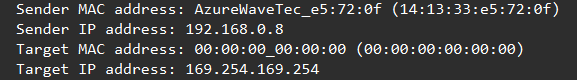 Sender MAC address: AzureWaveTec_e5:72:0f (14:13:33:e5:72:0f)
Sender IP address: 192.168.0.8
Target MAC address: 00:00:00_00:00:00 (00:00:00:00:00:00)
Target IP address: 169.254.169.254